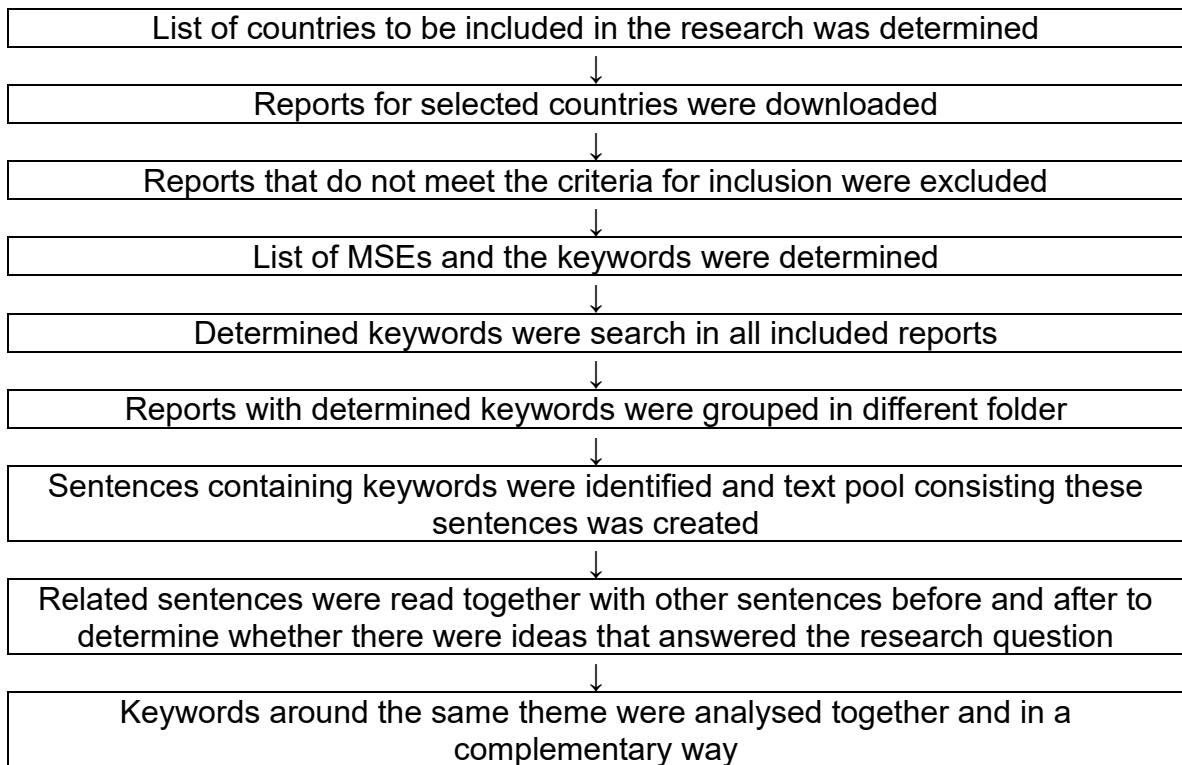 List of countries to be included in the research was determined
↓
Reports for selected countries were downloaded
↓
Reports that do not meet the criteria for inclusion were excluded
↓
List of MSEs and the keywords were determined
↓
Determined keywords were search in all included reports
↓
Reports with determined keywords were grouped in different folder
↓
Sentences containing keywords were identified and text pool consisting these
sentences was created
↓
Related sentences were read together with other sentences before and after to
determine whether there were ideas that answered the research question
↓
Keywords around the same theme were analysed together and in a
complementary way